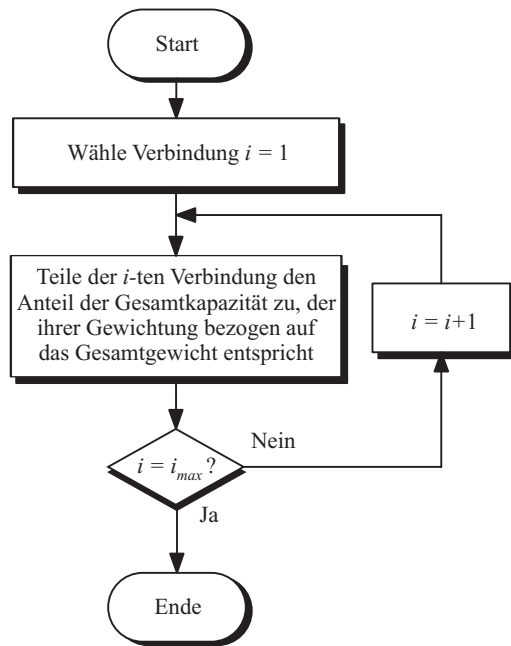 Start
Wähle Verbindung i = 1
Teile der i-ten Verbindung den
Anteil der Gesamtkapazität zu, der
ihrer Gewichtung bezogen auf
das Gesamtgewicht entspricht
i = i+1
Nein
i = i_max ?
Ja
Ende